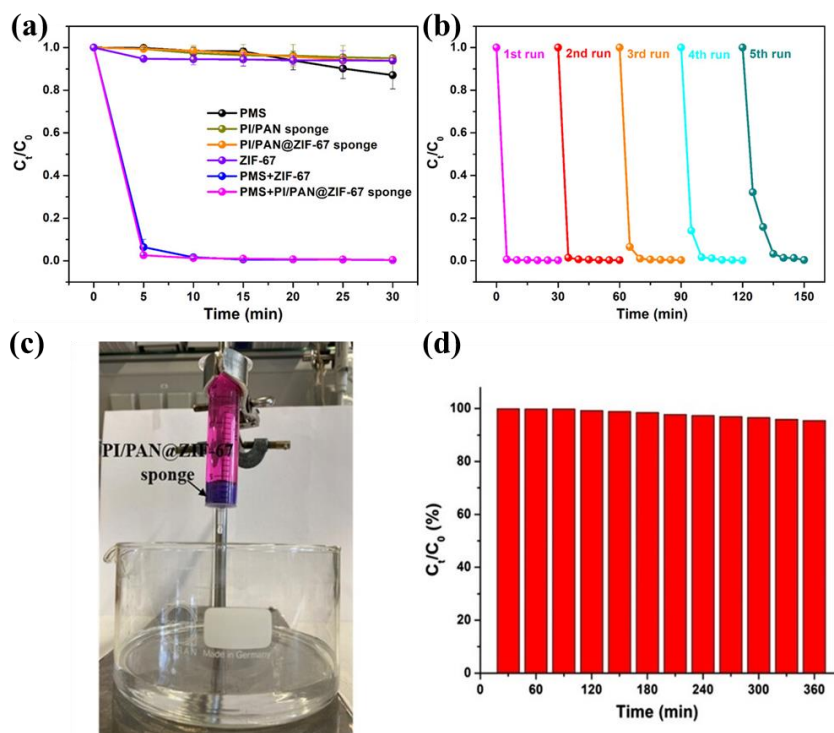 (a)
1.0
0.8
0.6
0.4
0.2
0.0
Ct/C0
PMS
PI/PAN sponge
PI/PAN@ZIF-67 sponge
ZIF-67
PMS+ZIF-67
PMS+PI/PAN@ZIF-67 sponge
0 5 10 15 20 25 30
Time (min)
(b)
1.0
0.8
0.6
0.4
0.2
0.0
Ct/C0
1st run 2nd run 3rd run 4th run 5th run
0 30 60 90 120 150
Time (min)
(c)
PI/PAN@ZIF-67
sponge
Made in Germany
(d)
100
80
60
40
20
0
Ct/C0 (%)
0 60 120 180 240 300 360
Time (min)